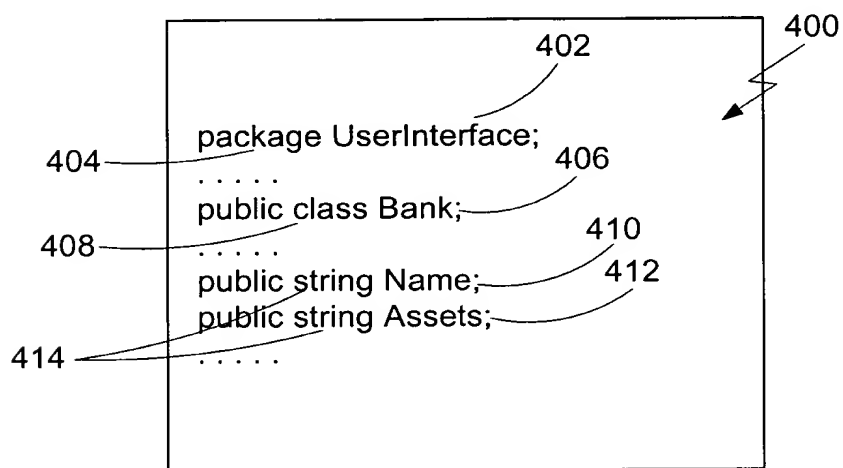 400
402
package UserInterface;
404
. . . . .
406
public class Bank;
408
. . . . .
410
public string Name;
412
public string Assets;
414
. . . . .